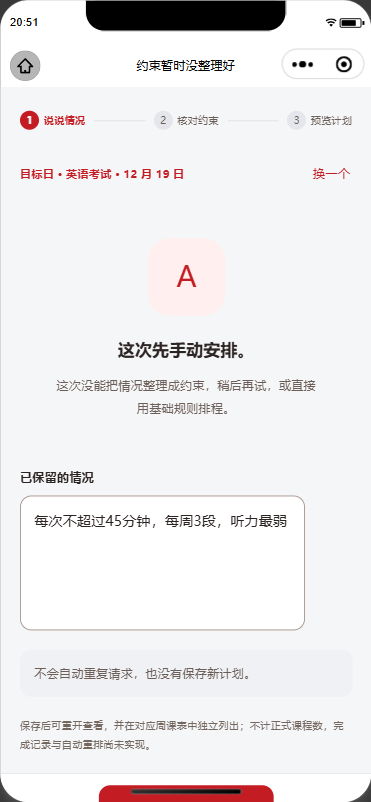 20:51
约束暂时没整理好
1 说说情况 2 核对约束 3 预览计划
目标日·英语考试·12 月 19 日 换一个
A
这次先手动安排。
这次没能把情况整理成约束，稍后再试，或直接
用基础规则排程。
已保留的情况
每次不超过45分钟，每周3段，听力最弱
不会自动重复请求，也没有保存新计划。
保存后可重开查看，并在对应周课表中独立列出；不计正式课程数，完
成记录与自动重排尚未实现。